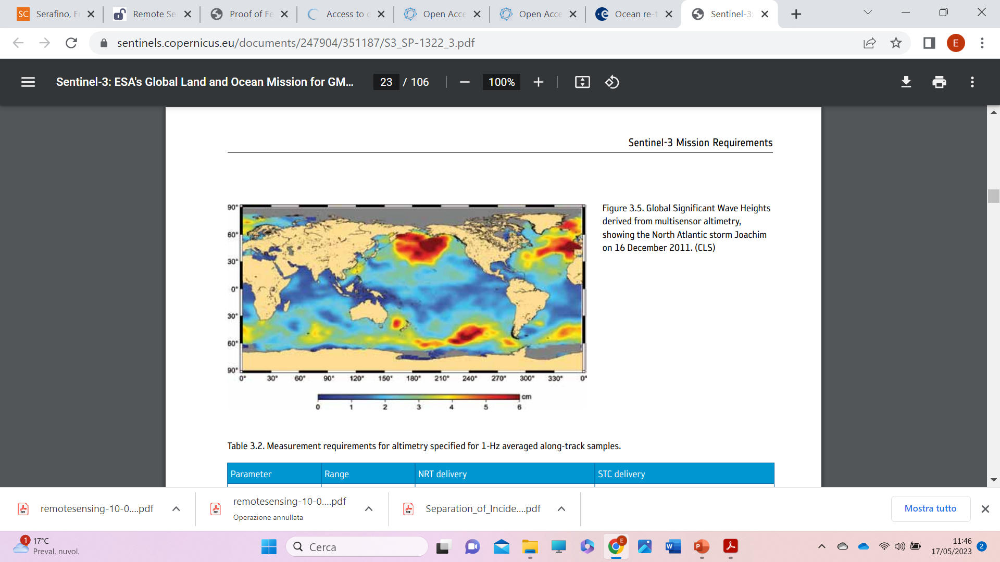 SC Serafino, F
Remote Se
Proof of Fe
Access to c
Open Acce
Open Acce
Ocean re-t
Sentinel-3:
sentinels.copernicus.eu/documents/247904/351187/S3_SP-1322_3.pdf
E
Sentinel-3: ESA's Global Land and Ocean Mission for GM...
23 / 106
100%
Sentinel-3 Mission Requirements
90°
60°
30°
0°
30°
60°
90°
0° 30° 60° 90° 120° 150° 180° 210° 240° 270° 300° 330° 0°
cm
0 1 2 3 4 5 6
Figure 3.5. Global Significant Wave Heights
derived from multisensor altimetry,
showing the North Atlantic storm Joachim
on 16 December 2011. (CLS)
Table 3.2. Measurement requirements for altimetry specified for 1-Hz averaged along-track samples.
Parameter Range NRT delivery STC delivery
remotesensing-10-0....pdf
remotesensing-10-0....pdf
Operazione annullata
Separation_of_Incide....pdf
Mostra tutto
1
17°C
Preval. nuvol.
Cerca
E
W
P
11:46
17/05/2023
2